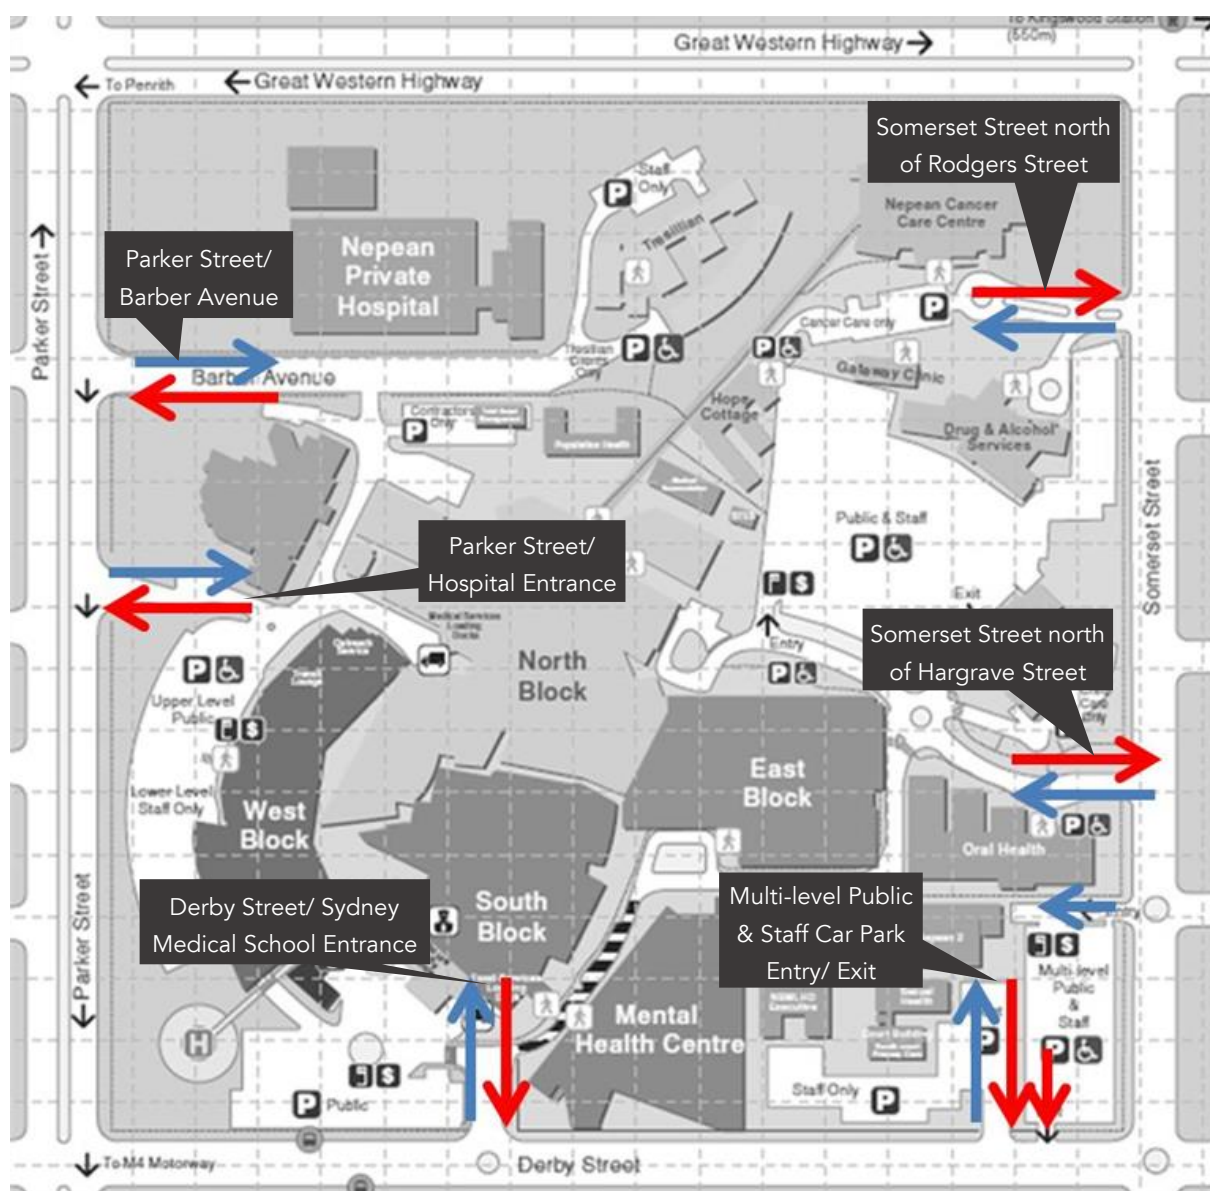 To Kingswood Station
(550m)
Great Western Highway
To Penrith
Great Western Highway
Somerset Street north
of Rodgers Street
Staff
Only
P
Nepean Cancer
Care Centre
Tresillian
Nepean
Private
Hospital
Parker Street
Parker Street/
Barber Avenue
P
Cancer Care only
P
P
Tresillian
Clients
Only
Barber Avenue
Gateway Clinic
Contractors
Only
P
Hope
Cottage
Drug & Alcohol
Services
Population Health
Public & Staff
P
Somerset Street
Parker Street/
Hospital Entrance
$
Exit
Medical Services
Loading
Docks
Somerset Street north
of Hargrave Street
Entry
P
North
Block
P
Upper Level
Public
$
Care
Only
East
Block
Lower Level
Staff Only
West
Block
P
Oral Health
Derby Street/ Sydney
Medical School Entrance
South
Block
Multi-level Public
& Staff Car Park
Entry/ Exit
Entry
$
Multi-level
Public
&
Staff
P
Parker Street
H
Mental
Health Centre
P
$
P
Public
Staff Only
P
To M4 Motorway
Derby Street